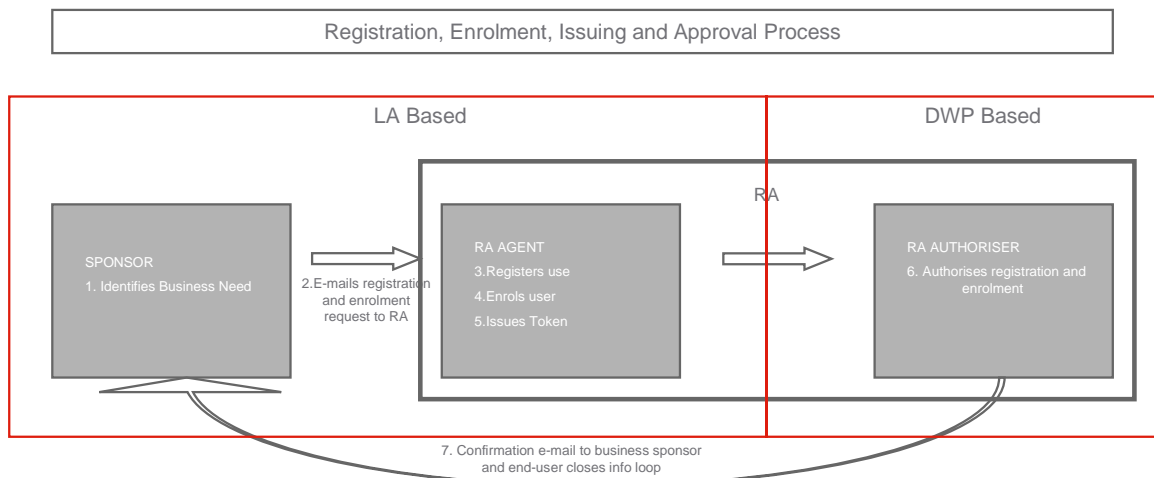 Registration, Enrolment, Issuing and Approval Process
LA Based
DWP Based
RA
SPONSOR
1. Identifies Business Need
2.E-mails registration
and enrolment
request to RA
RA AGENT
3.Registers use
4.Enrols user
5.Issues Token
RA AUTHORISER
6. Authorises registration and
enrolment
7. Confirmation e-mail to business sponsor
and end-user closes info loop